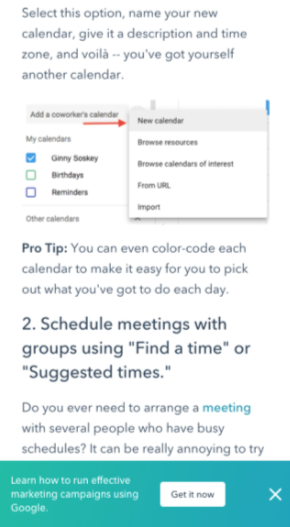 Select this option, name your new
calendar, give it a description and time
zone, and voilà -- you've got yourself
another calendar.
Add a coworker's calendar
New calendar
My calendars
Browse resources
Ginny Soskey
Browse calendars of interest
Birthdays
From URL
Reminders
Import
Other calendars
Pro Tip: You can even color-code each
calendar to make it easy for you to pick
out what you've got to do each day.
2. Schedule meetings with
groups using "Find a time" or
"Suggested times."
Do you ever need to arrange a meeting
with several people who have busy
schedules? It can be really annoying to try
Learn how to run effective
marketing campaigns using
Google.
Get it now